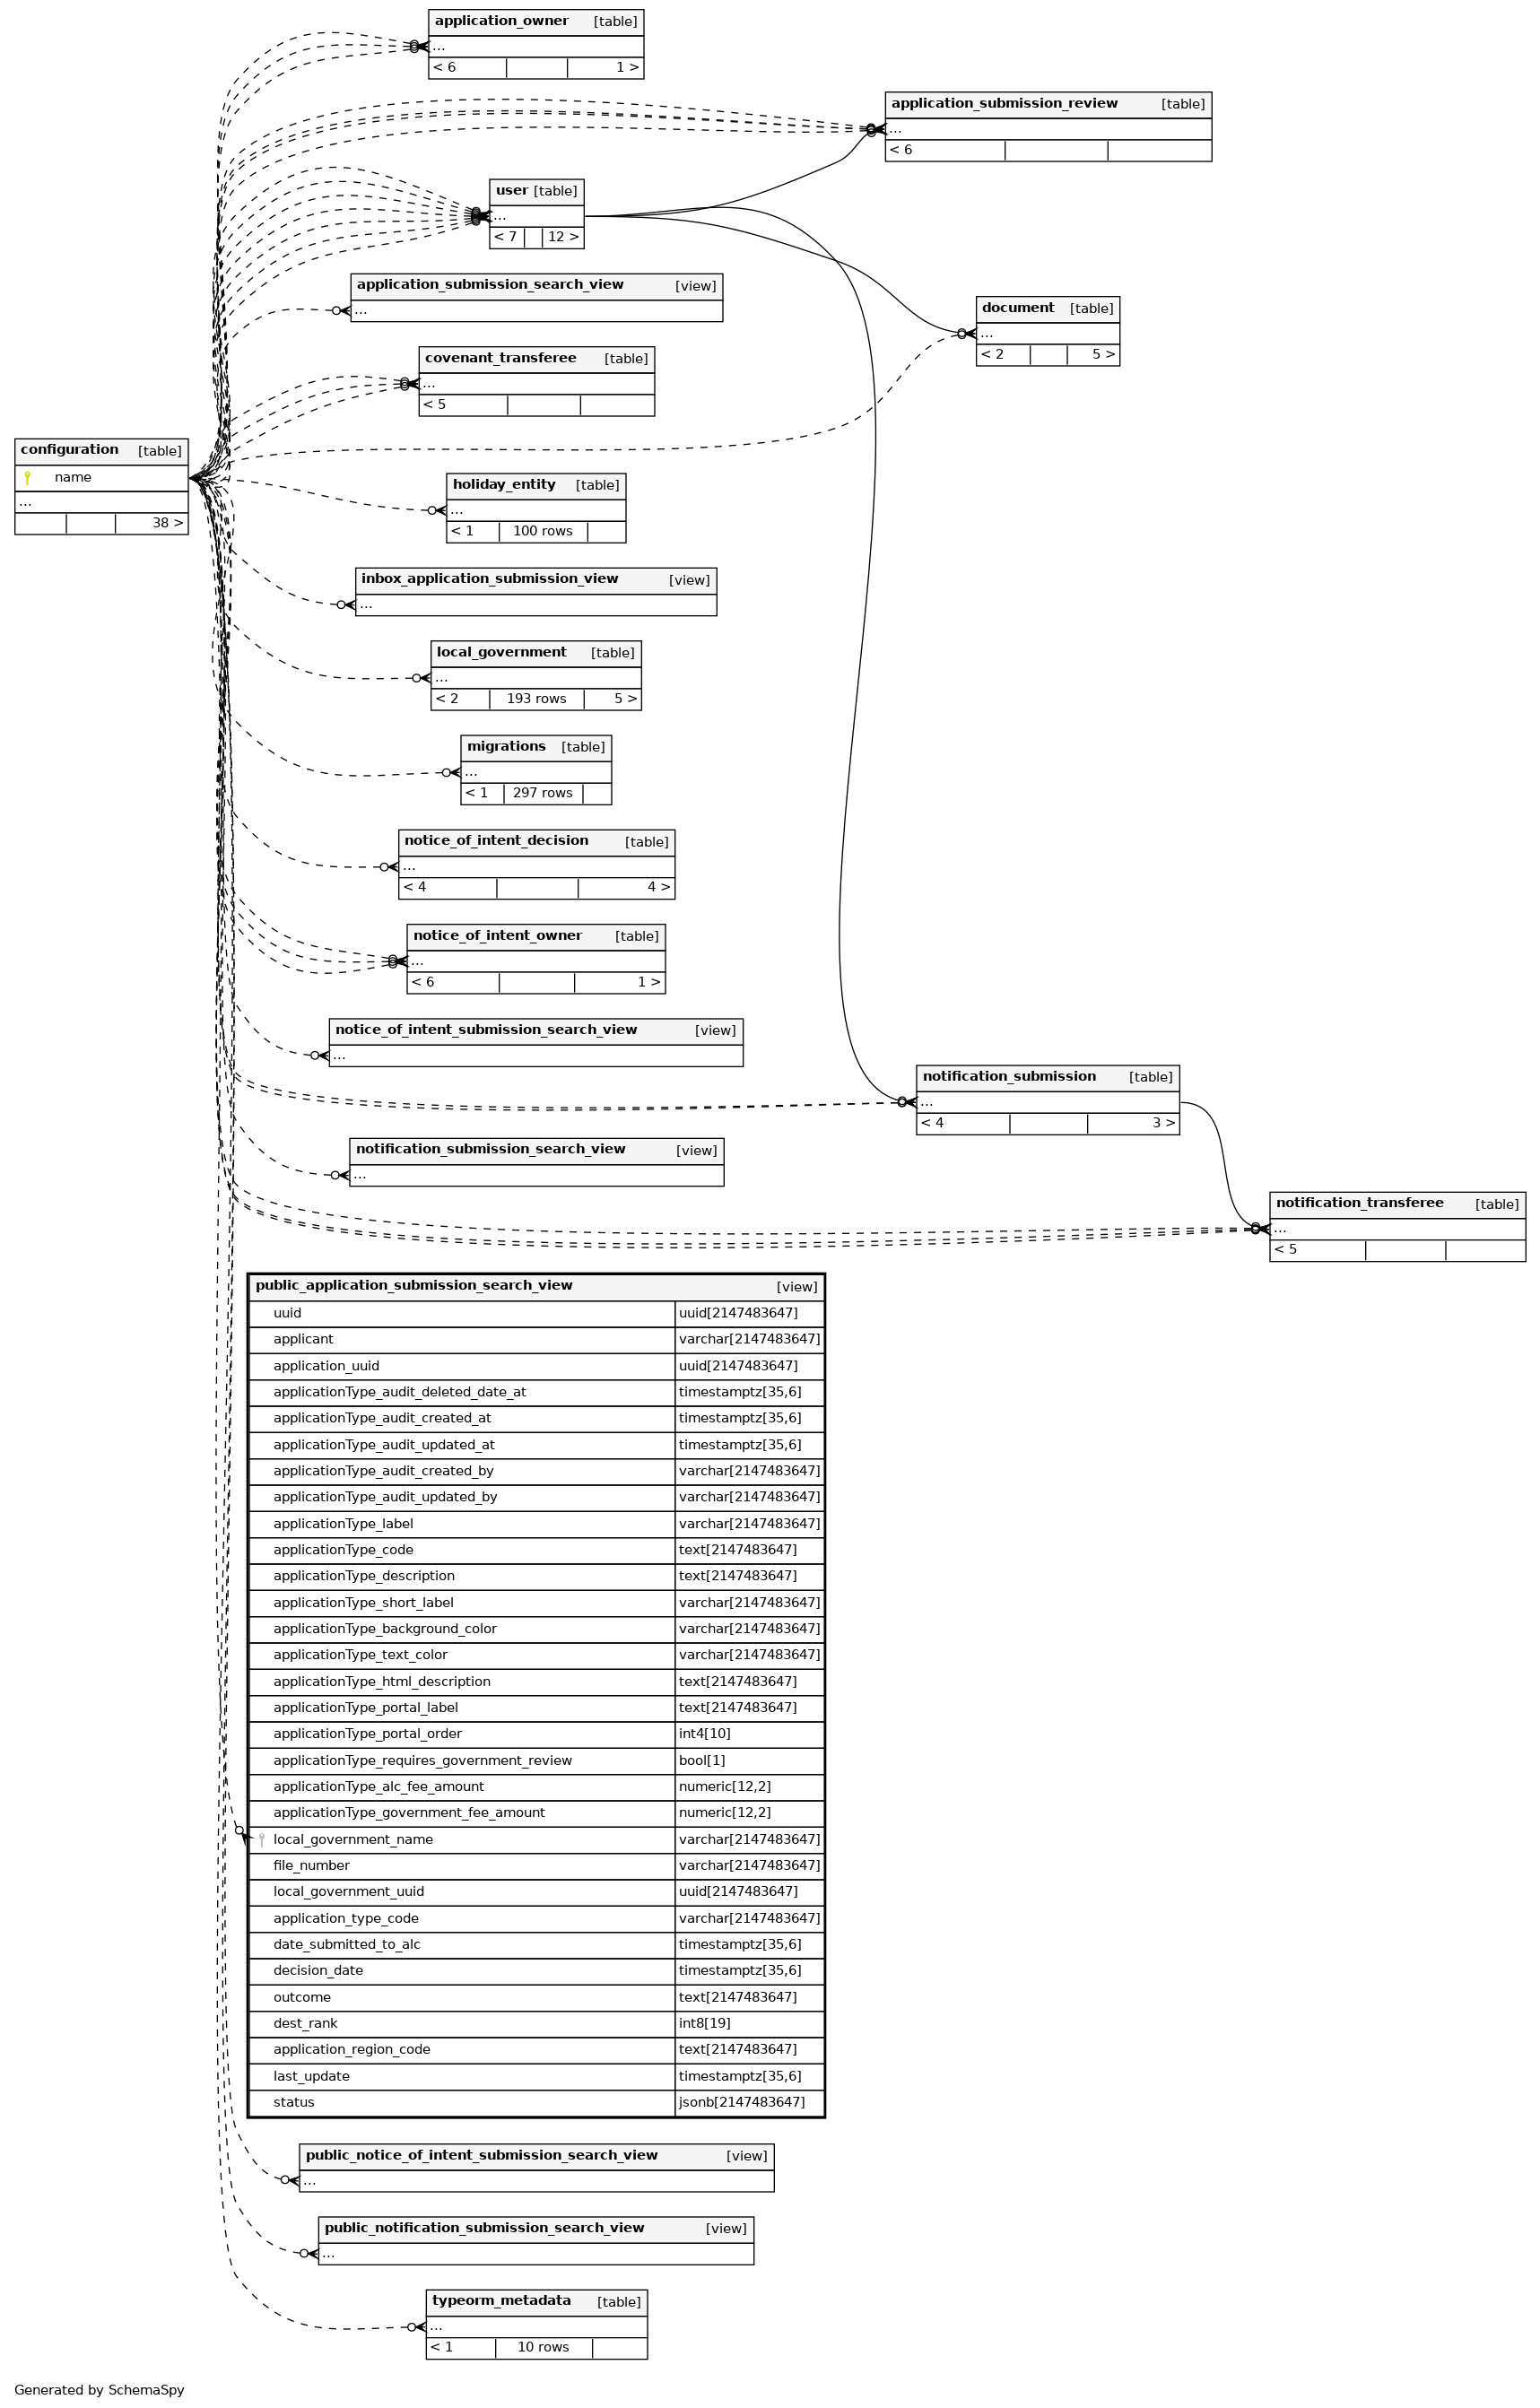 application_owner [table]
...
< 6 1 >
application_submission_review [table]
...
< 6
user [table]
...
< 7 12 >
application_submission_search_view [view]
...
document [table]
...
< 2 5 >
covenant_transferee [table]
...
< 5
configuration [table]
name
...
38 >
holiday_entity [table]
...
< 1 100 rows
inbox_application_submission_view [view]
...
local_government [table]
...
< 2 193 rows 5 >
migrations [table]
...
< 1 297 rows
notice_of_intent_decision [table]
...
< 4 4 >
notice_of_intent_owner [table]
...
< 6 1 >
notice_of_intent_submission_search_view [view]
...
notification_submission [table]
...
< 4 3 >
notification_submission_search_view [view]
...
notification_transferee [table]
...
< 5
public_application_submission_search_view [view]
uuid uuid[2147483647]
applicant varchar[2147483647]
application_uuid uuid[2147483647]
applicationType_audit_deleted_date_at timestamptz[35,6]
applicationType_audit_created_at timestamptz[35,6]
applicationType_audit_updated_at timestamptz[35,6]
applicationType_audit_created_by varchar[2147483647]
applicationType_audit_updated_by varchar[2147483647]
applicationType_label varchar[2147483647]
applicationType_code text[2147483647]
applicationType_description text[2147483647]
applicationType_short_label varchar[2147483647]
applicationType_background_color varchar[2147483647]
applicationType_text_color varchar[2147483647]
applicationType_html_description text[2147483647]
applicationType_portal_label text[2147483647]
applicationType_portal_order int4[10]
applicationType_requires_government_review bool[1]
applicationType_alc_fee_amount numeric[12,2]
applicationType_government_fee_amount numeric[12,2]
local_government_name varchar[2147483647]
file_number varchar[2147483647]
local_government_uuid uuid[2147483647]
application_type_code varchar[2147483647]
date_submitted_to_alc timestamptz[35,6]
decision_date timestamptz[35,6]
outcome text[2147483647]
dest_rank int8[19]
application_region_code text[2147483647]
last_update timestamptz[35,6]
status jsonb[2147483647]
public_notice_of_intent_submission_search_view [view]
...
public_notification_submission_search_view [view]
...
typeorm_metadata [table]
...
< 1 10 rows
Generated by SchemaSpy